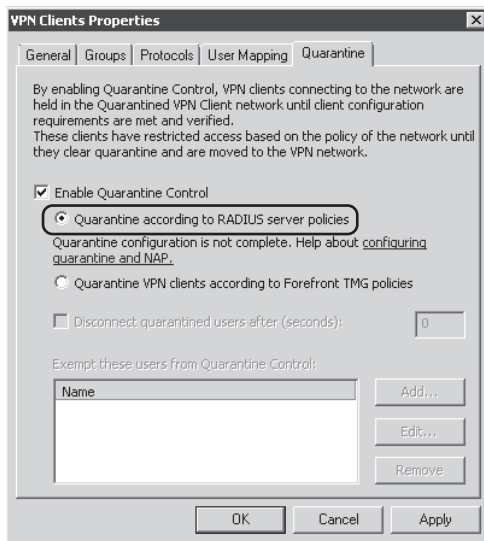 VPN Clients Properties
General Groups Protocols User Mapping Quarantine
By enabling Quarantine Control, VPN clients connecting to the network are
held in the Quarantined VPN Client network until client configuration
requirements are met and verified.
These clients have restricted access based on the policy of the network until
they clear quarantine and are moved to the VPN network.
Enable Quarantine Control
Quarantine according to RADIUS server policies
Quarantine configuration is not complete. Help about configuring
quarantine and NAP.
Quarantine VPN clients according to Forefront TMG policies
Disconnect quarantined users after (seconds): 0
Exempt these users from Quarantine Control:
Name
Add...
Edit...
Remove
OK Cancel Apply